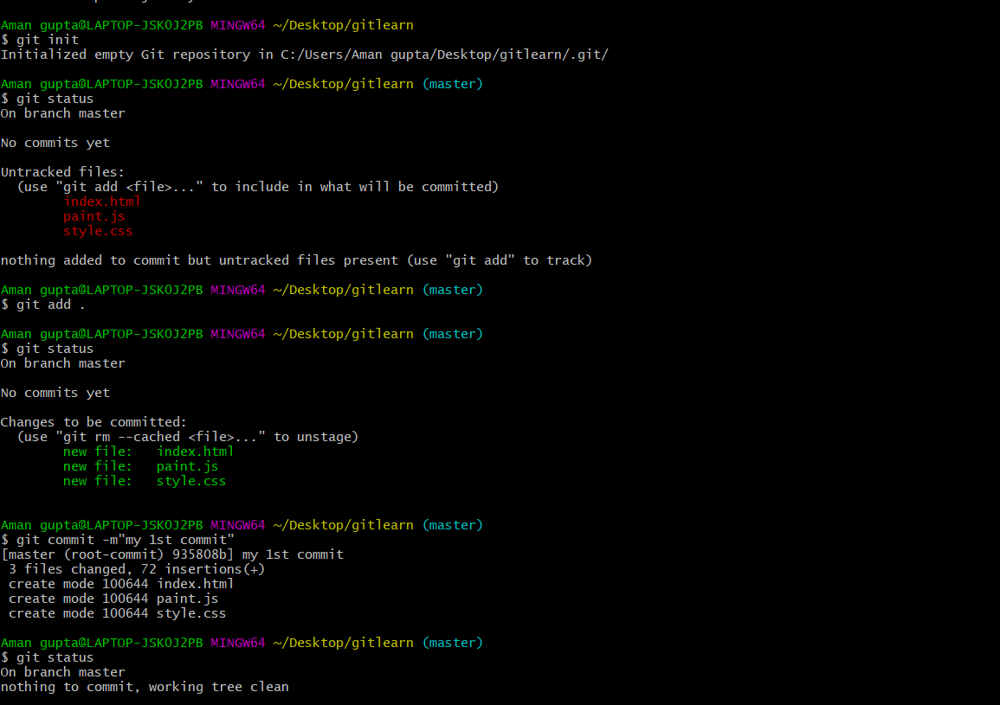 Aman gupta@LAPTOP-JSKOJ2PB MINGW64 ~/Desktop/gitlearn
$ git init
Initialized empty Git repository in C:/Users/Aman gupta/Desktop/gitlearn/.git/
Aman gupta@LAPTOP-JSKOJ2PB MINGW64 ~/Desktop/gitlearn (master)
$ git status
On branch master
No commits yet
Untracked files:
  (use "git add <file>..." to include in what will be committed)
        index.html
        paint.js
        style.css
nothing added to commit but untracked files present (use "git add" to track)
Aman gupta@LAPTOP-JSKOJ2PB MINGW64 ~/Desktop/gitlearn (master)
$ git add .
Aman gupta@LAPTOP-JSKOJ2PB MINGW64 ~/Desktop/gitlearn (master)
$ git status
On branch master
No commits yet
Changes to be committed:
  (use "git rm --cached <file>..." to unstage)
        new file:   index.html
        new file:   paint.js
        new file:   style.css
Aman gupta@LAPTOP-JSKOJ2PB MINGW64 ~/Desktop/gitlearn (master)
$ git commit -m"my 1st commit"
[master (root-commit) 935808b] my 1st commit
 3 files changed, 72 insertions(+)
 create mode 100644 index.html
 create mode 100644 paint.js
 create mode 100644 style.css
Aman gupta@LAPTOP-JSKOJ2PB MINGW64 ~/Desktop/gitlearn (master)
$ git status
On branch master
nothing to commit, working tree clean